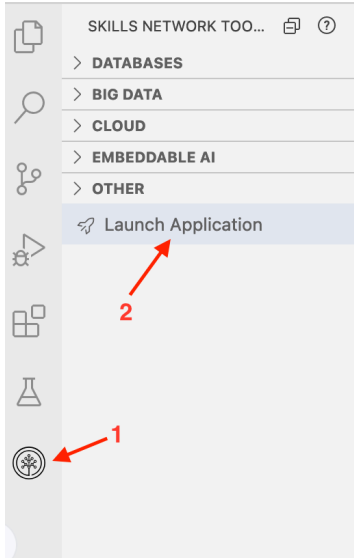 SKILLS NETWORK TOO...
DATABASES
BIG DATA
CLOUD
EMBEDDABLE AI
OTHER
Launch Application
2
1